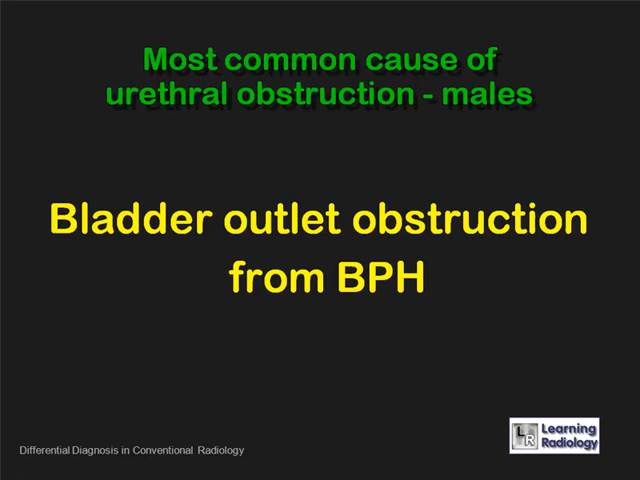 Most common cause of
urethral obstruction - males
Bladder outlet obstruction
from BPH
Differential Diagnosis in Conventional Radiology
LR
Learning
Radiology